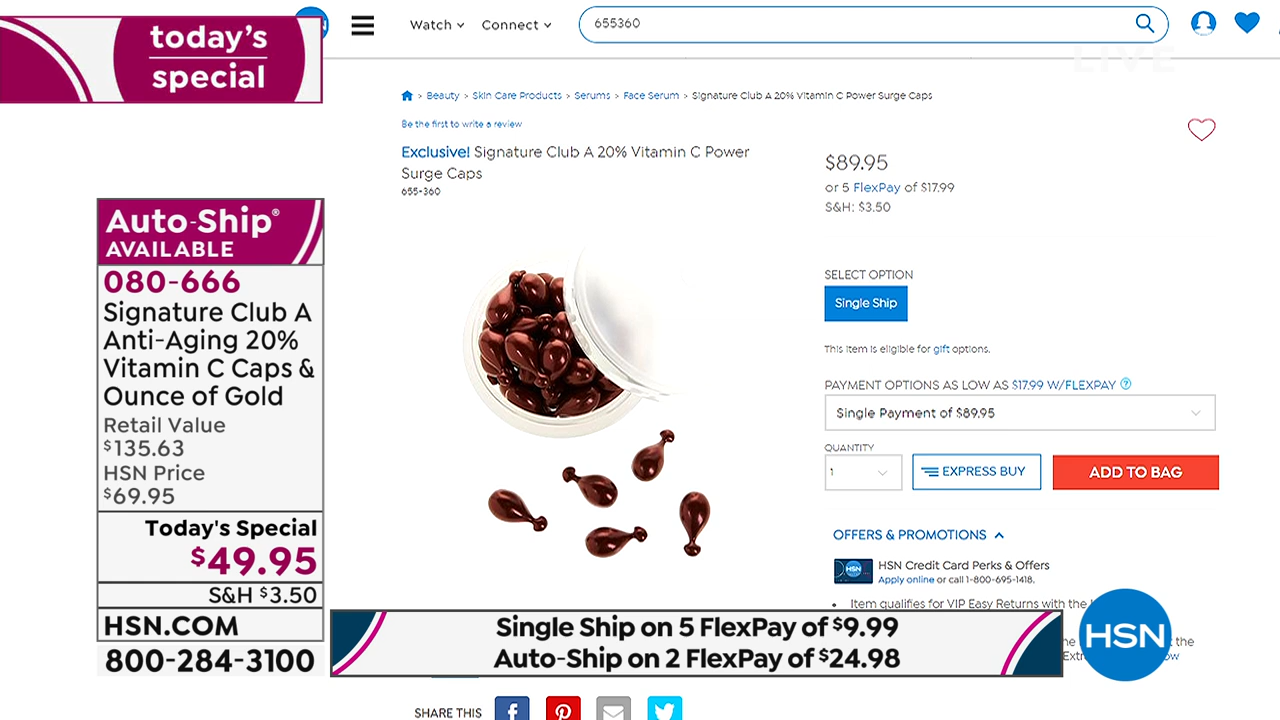 today's
special
HSN
Watch
Connect
655360
LIVE
Beauty > Skin Care Products > Serums > Face Serum > Signature Club A 20% Vitamin C Power Surge Caps
Be the first to write a review
Exclusive! Signature Club A 20% Vitamin C Power
Surge Caps
655-360
$89.95
or 5 FlexPay of $17.99
S&H: $3.50
SELECT OPTION
Single Ship
This item is eligible for gift options.
PAYMENT OPTIONS AS LOW AS $17.99 W/FLEXPAY ?
Single Payment of $89.95
QUANTITY
1
EXPRESS BUY
ADD TO BAG
OFFERS & PROMOTIONS
HSN
HSN Credit Card Perks & Offers
Apply online or call 1-800-695-1418.
• Item qualifies for VIP Easy Returns with the
the
SHARE THIS
Auto-Ship®
AVAILABLE
080-666
Signature Club A
Anti-Aging 20%
Vitamin C Caps &
Ounce of Gold
Retail Value
$135.63
HSN Price
$69.95
Today's Special
$49.95
S&H $3.50
HSN.COM
800-284-3100
Single Ship on 5 FlexPay of $9.99
Auto-Ship on 2 FlexPay of $24.98
HSN